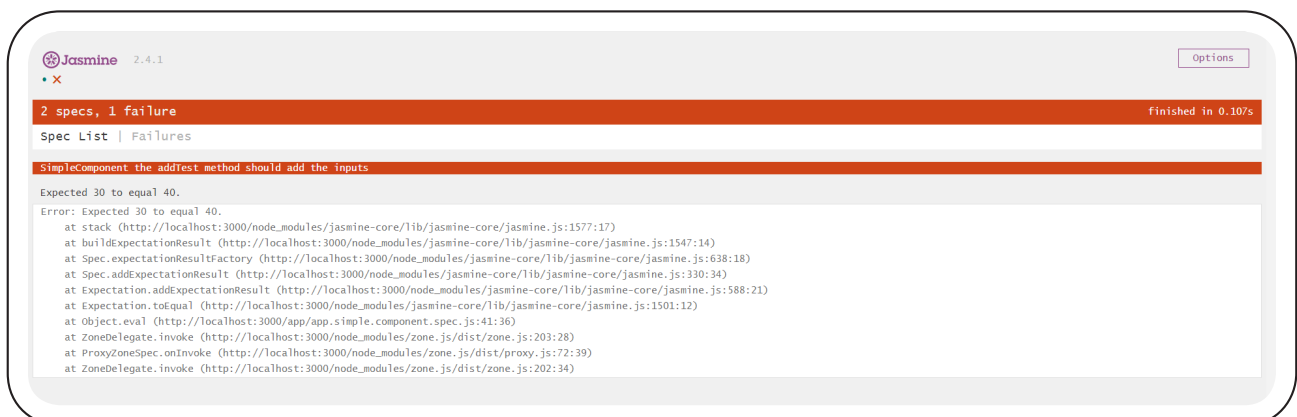 Jasmine 2.4.1 Options
• ✕
2 specs, 1 failure finished in 0.107s
Spec List | Failures
SimpleComponent the addTest method should add the inputs
Expected 30 to equal 40.
Error: Expected 30 to equal 40.
at stack (http://localhost:3000/node_modules/jasmine-core/lib/jasmine-core/jasmine.js:1577:17)
at buildExpectationResult (http://localhost:3000/node_modules/jasmine-core/lib/jasmine-core/jasmine.js:1547:14)
at Spec.expectationResultFactory (http://localhost:3000/node_modules/jasmine-core/lib/jasmine-core/jasmine.js:638:18)
at Spec.addExpectationResult (http://localhost:3000/node_modules/jasmine-core/lib/jasmine-core/jasmine.js:330:34)
at Expectation.addExpectationResult (http://localhost:3000/node_modules/jasmine-core/lib/jasmine-core/jasmine.js:588:21)
at Expectation.toEqual (http://localhost:3000/node_modules/jasmine-core/lib/jasmine-core/jasmine.js:1501:12)
at Object.eval (http://localhost:3000/app/app.simple.component.spec.js:41:36)
at ZoneDelegate.invoke (http://localhost:3000/node_modules/zone.js/dist/zone.js:203:28)
at ProxyZoneSpec.onInvoke (http://localhost:3000/node_modules/zone.js/dist/proxy.js:72:39)
at ZoneDelegate.invoke (http://localhost:3000/node_modules/zone.js/dist/zone.js:202:34)